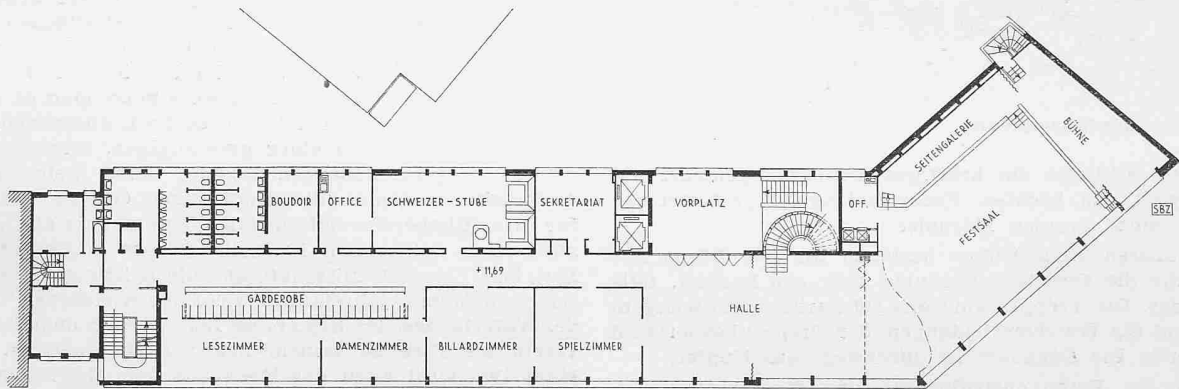 BOUDOIR
OFFICE
SCHWEIZER - STUBE
SEKRETARIAT
VORPLATZ
OFF.
SEITENGALERIE
BÜHNE
FESTSAAL
SBZ
+ 11,69
GARDEROBE
HALLE
LESEZIMMER
DAMENZIMMER
BILLARDZIMMER
SPIELZIMMER